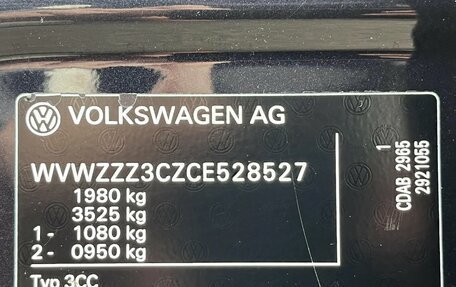 VOLKSWAGEN AG
WVWZZZ3CZCE528527
1980 kg
3525 kg
1- 1080 kg
2- 0950 kg
Typ 3CC
1
CDAB 2965
2921055